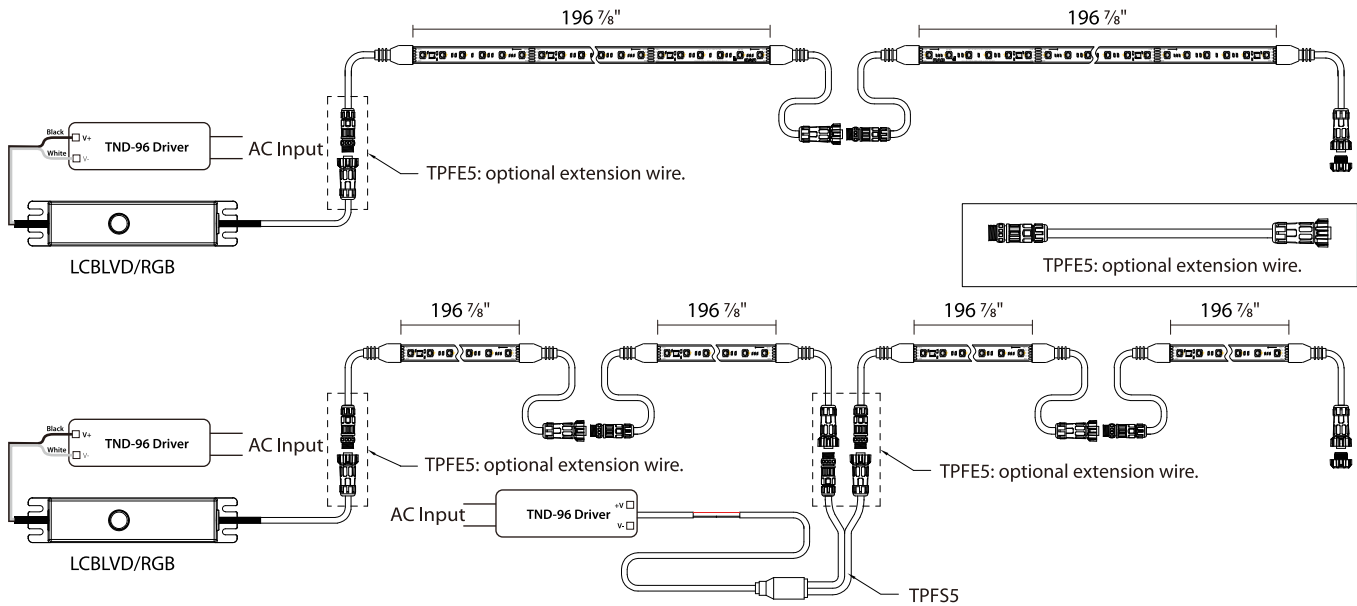 196 ⅞"
196 ⅞"
Black
V+
White
V-
TND-96 Driver
AC Input
TPFE5: optional extension wire.
LCBLVD/RGB
TPFE5: optional extension wire.
196 ⅞"
196 ⅞"
196 ⅞"
196 ⅞"
Black
V+
White
V-
TND-96 Driver
AC Input
TPFE5: optional extension wire.
TPFE5: optional extension wire.
AC Input
TND-96 Driver
+V
V-
LCBLVD/RGB
TPFS5